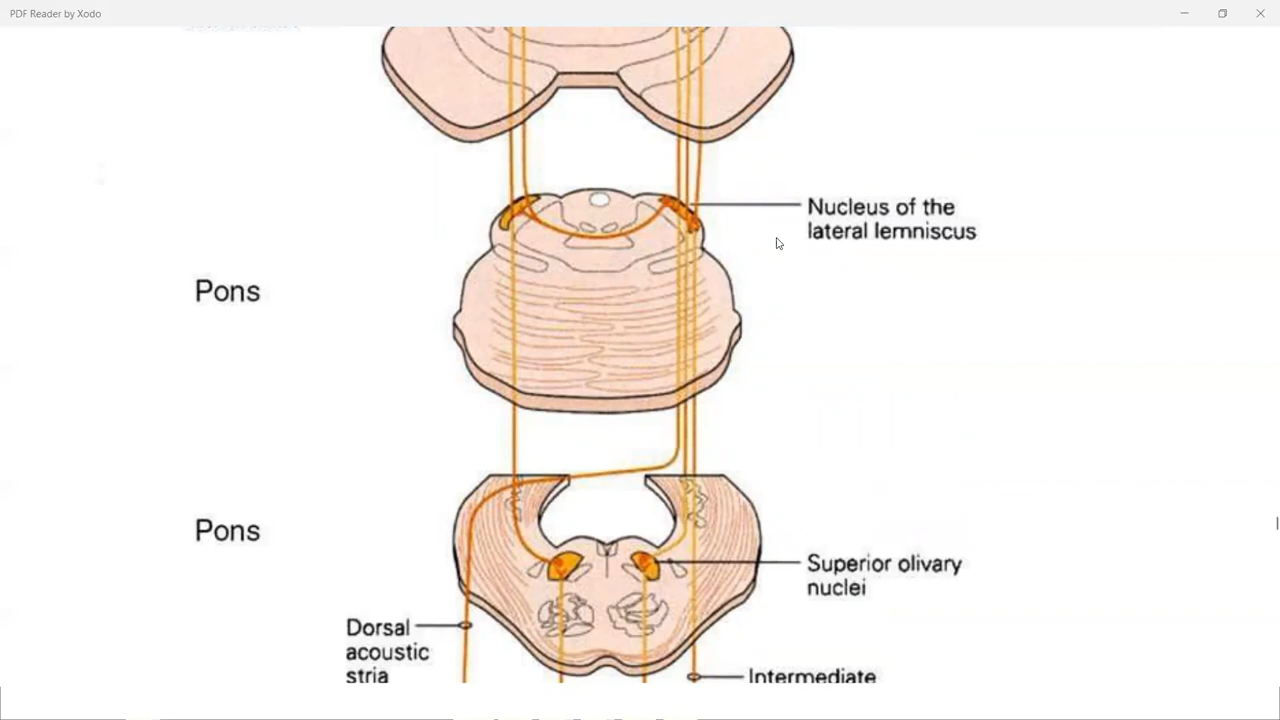 PDF Reader by Xodo
Nucleus of the
lateral lemniscus
Pons
Pons
Superior olivary
nuclei
Dorsal
acoustic
stria
Intermediate